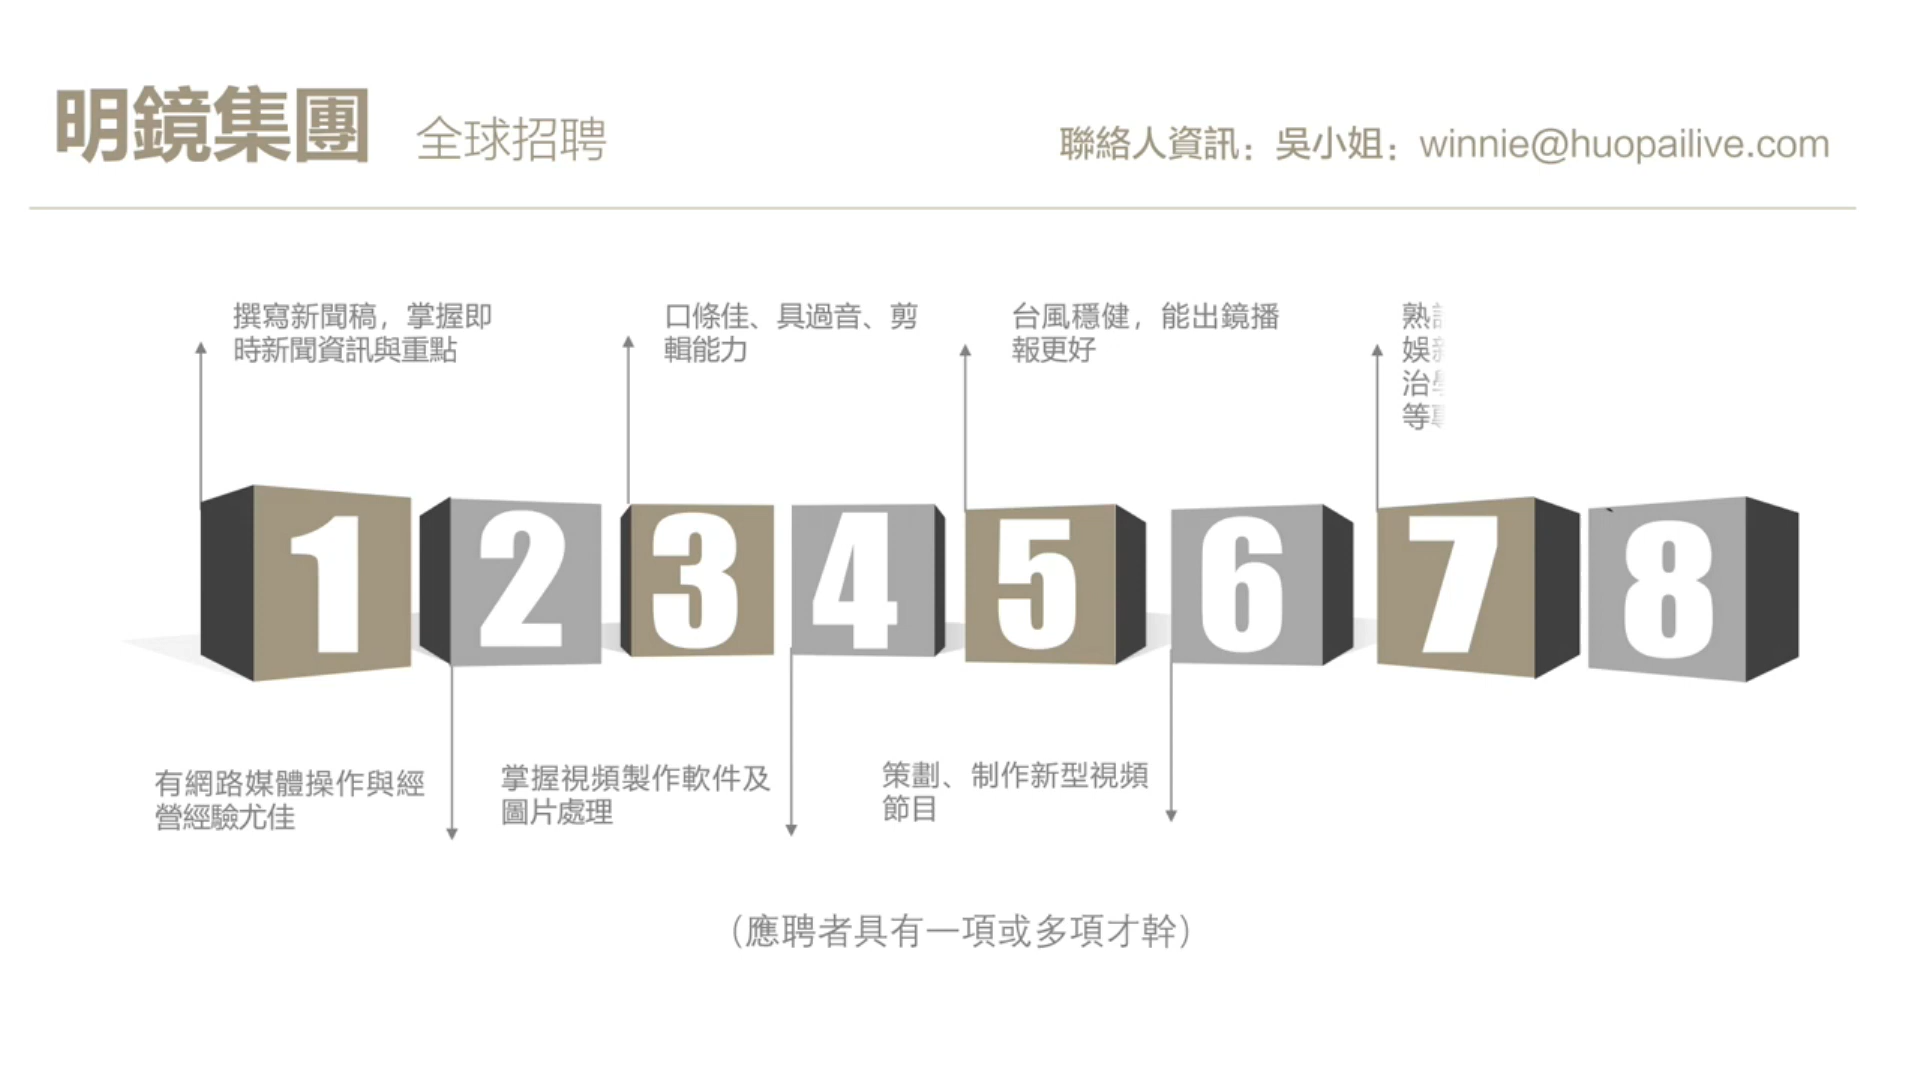 明鏡集團 全球招聘
聯絡人資訊：吳小姐：winnie@huopailive.com
撰寫新聞稿，掌握即
時新聞資訊與重點
口條佳、具過音、剪
輯能力
台風穩健，能出鏡播
報更好
熟
娛
治
等
1 2 3 4 5 6 7 8
有網路媒體操作與經
營經驗尤佳
掌握視頻製作軟件及
圖片處理
策劃、制作新型視頻
節目
（應聘者具有一項或多項才幹）